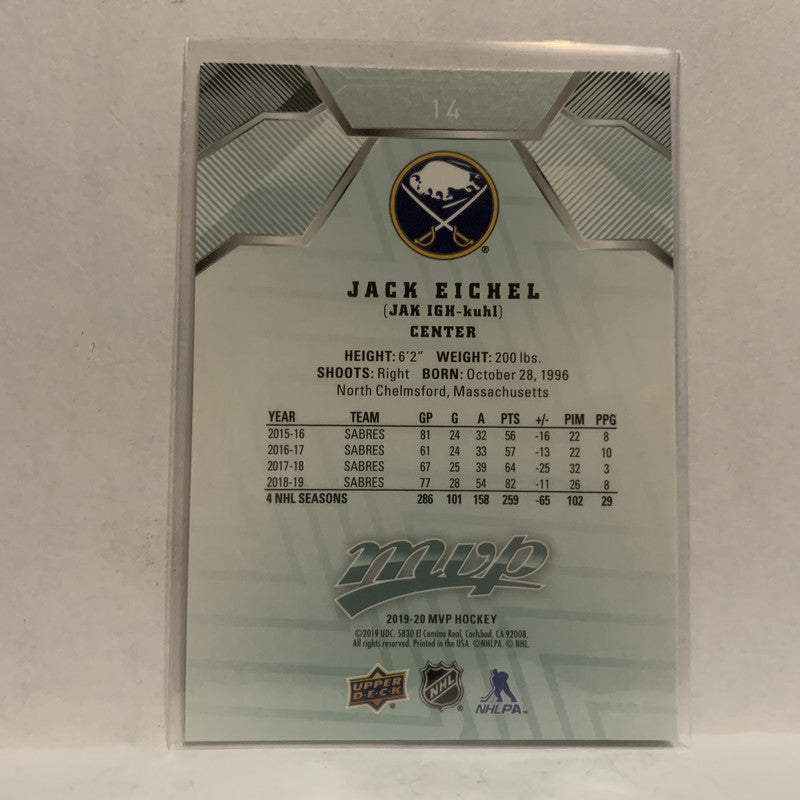 14
®
JACK EICHEL
(JAK IGH-kuhl)
CENTER
HEIGHT: 6'2" WEIGHT: 200 lbs.
SHOOTS: Right BORN: October 28, 1996
North Chelmsford, Massachusetts
YEAR TEAM GP G A PTS +/- PIM PPG
2015-16 SABRES 81 24 32 56 -16 22 8
2016-17 SABRES 61 24 33 57 -13 22 10
2017-18 SABRES 67 25 39 64 -25 32 3
2018-19 SABRES 77 28 54 82 -11 26 8
4 NHL SEASONS 286 101 158 259 -65 102 29
mvp
2019-20 MVP HOCKEY
©2019 UDC. 5830 El Camino Real, Carlsbad, CA 92008.
All rights reserved. Printed in the USA. ©NHLPA. © NHL.
UPPER DECK® NHL® NHLPA™